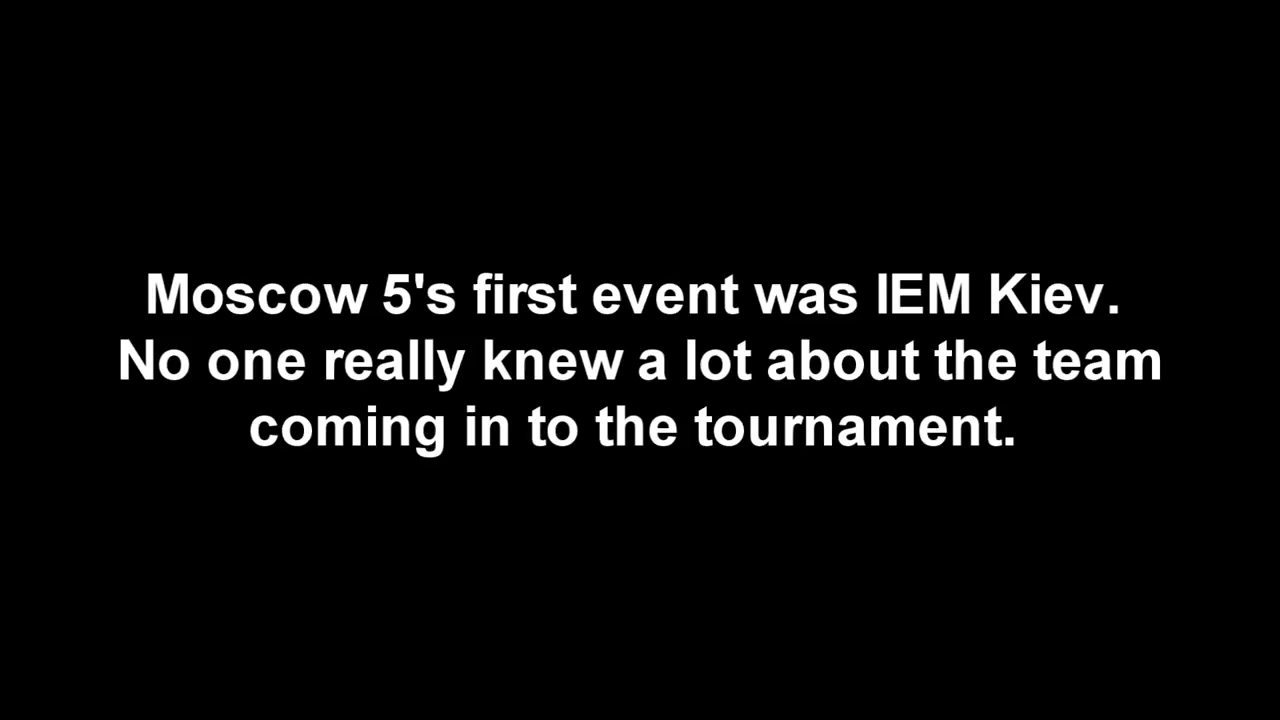 Moscow 5's first event was IEM Kiev.
No one really knew a lot about the team
coming in to the tournament.